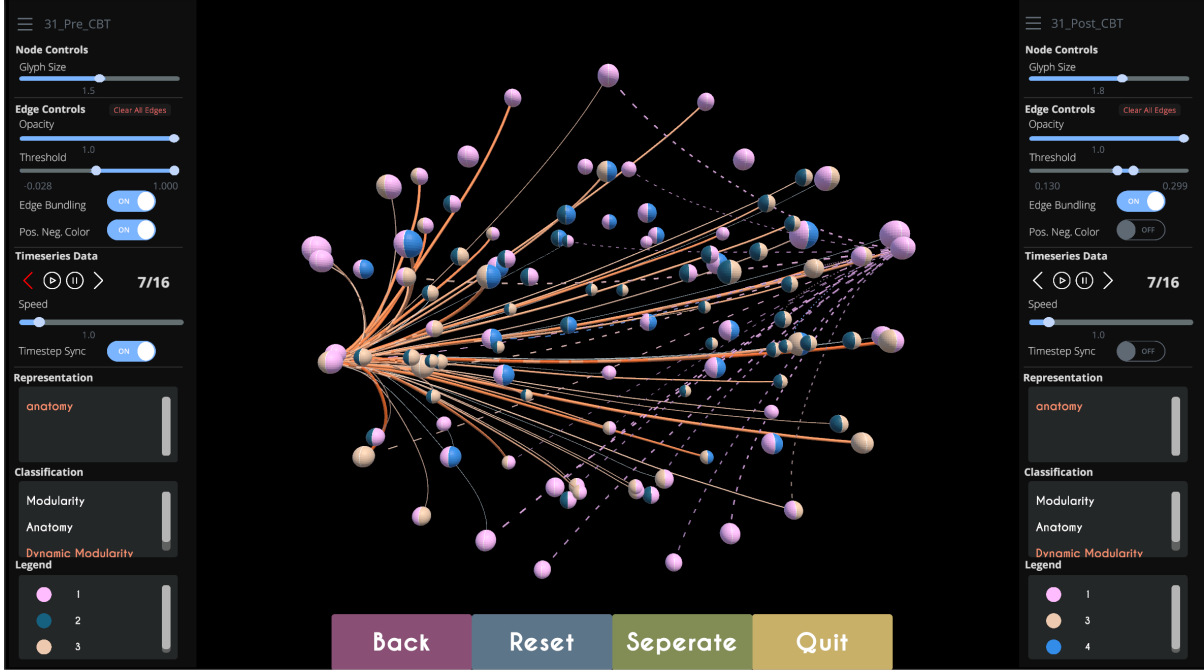 31_Pre_CBT
Node Controls
Glyph Size
1.5
Edge Controls Clear All Edges
Opacity
1.0
Threshold
-0.028 1.000
Edge Bundling ON
Pos. Neg. Color ON
Timeseries Data
7/16
Speed
1.0
Timestep Sync ON
Representation
anatomy
Classification
Modularity
Anatomy
Dynamic Modularity
Legend
1
2
3
Back Reset Seperate Quit
31_Post_CBT
Node Controls
Glyph Size
1.8
Edge Controls Clear All Edges
Opacity
1.0
Threshold
0.130 0.299
Edge Bundling ON
Pos. Neg. Color OFF
Timeseries Data
7/16
Speed
1.0
Timestep Sync OFF
Representation
anatomy
Classification
Modularity
Anatomy
Dynamic Modularity
Legend
1
3
4